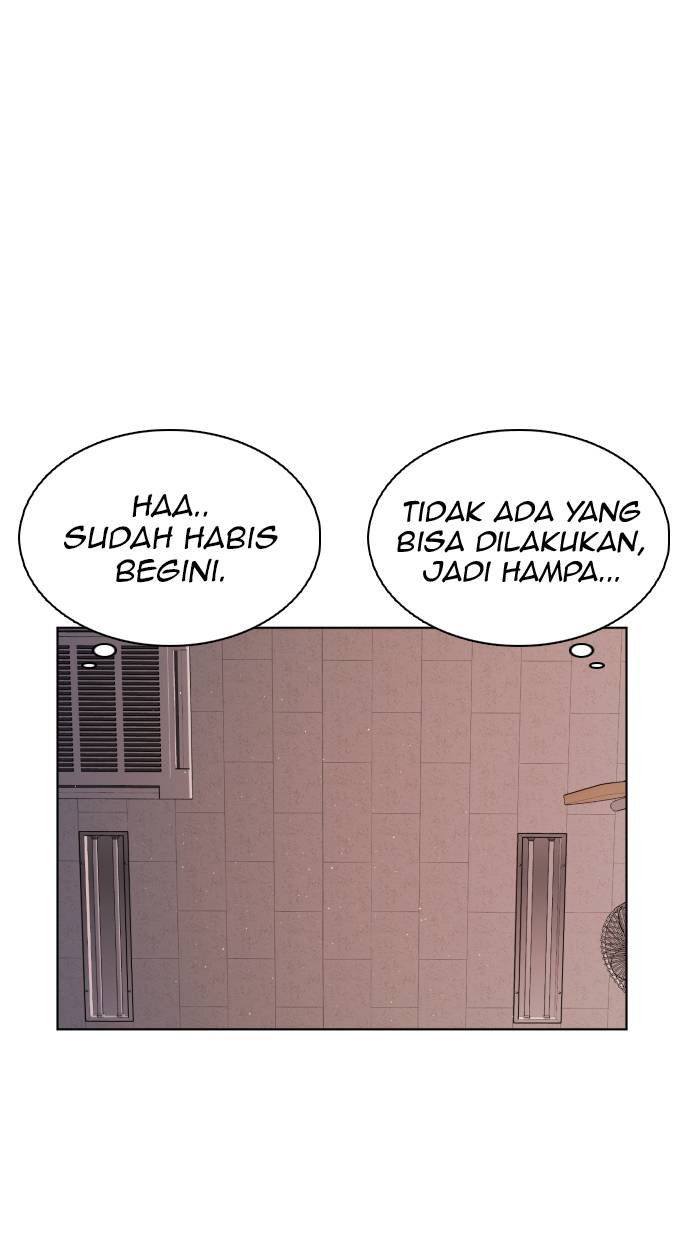 HAA..
SUDAH HABIS
BEGINI.
TIDAK ADA YANG
BISA DILAKUKAN,
JADI HAMPA...